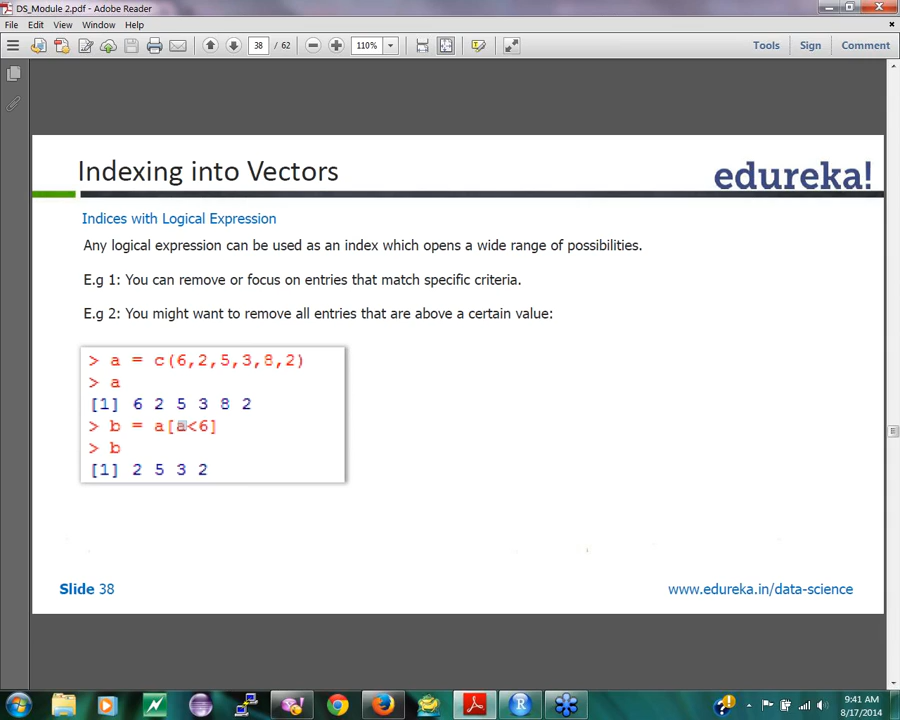 DS_Module 2.pdf - Adobe Reader
File Edit View Window Help
38 / 62 110% Tools Sign Comment
Indexing into Vectors
edureka!
Indices with Logical Expression
Any logical expression can be used as an index which opens a wide range of possibilities.
E.g 1: You can remove or focus on entries that match specific criteria.
E.g 2: You might want to remove all entries that are above a certain value:
> a = c(6,2,5,3,8,2)
> a
[1] 6 2 5 3 8 2
> b = a[a<6]
> b
[1] 2 5 3 2
Slide 38
www.edureka.in/data-science
9:41 AM
8/17/2014